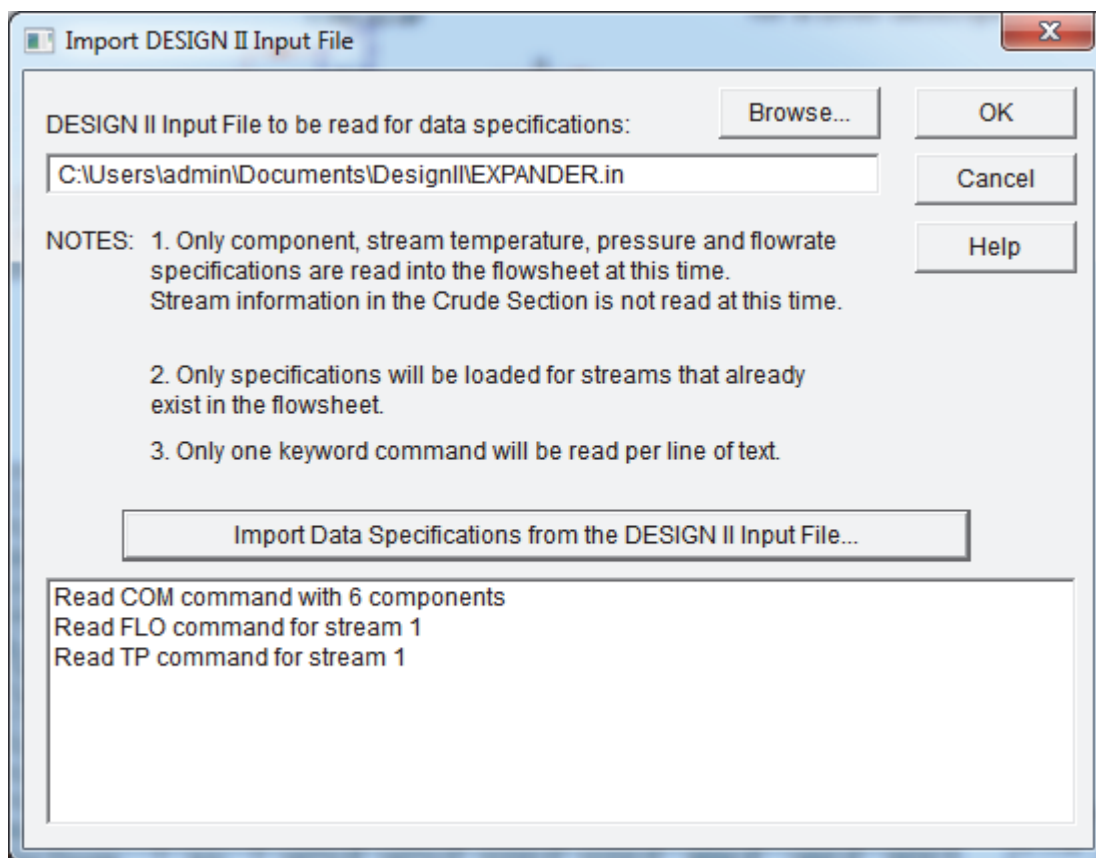 Import DESIGN II Input File
X
DESIGN II Input File to be read for data specifications:
Browse...
OK
C:\Users\admin\Documents\DesignII\EXPANDER.in
Cancel
NOTES: 1. Only component, stream temperature, pressure and flowrate
Help
specifications are read into the flowsheet at this time.
Stream information in the Crude Section is not read at this time.
2. Only specifications will be loaded for streams that already
exist in the flowsheet.
3. Only one keyword command will be read per line of text.
Import Data Specifications from the DESIGN II Input File...
Read COM command with 6 components
Read FLO command for stream 1
Read TP command for stream 1